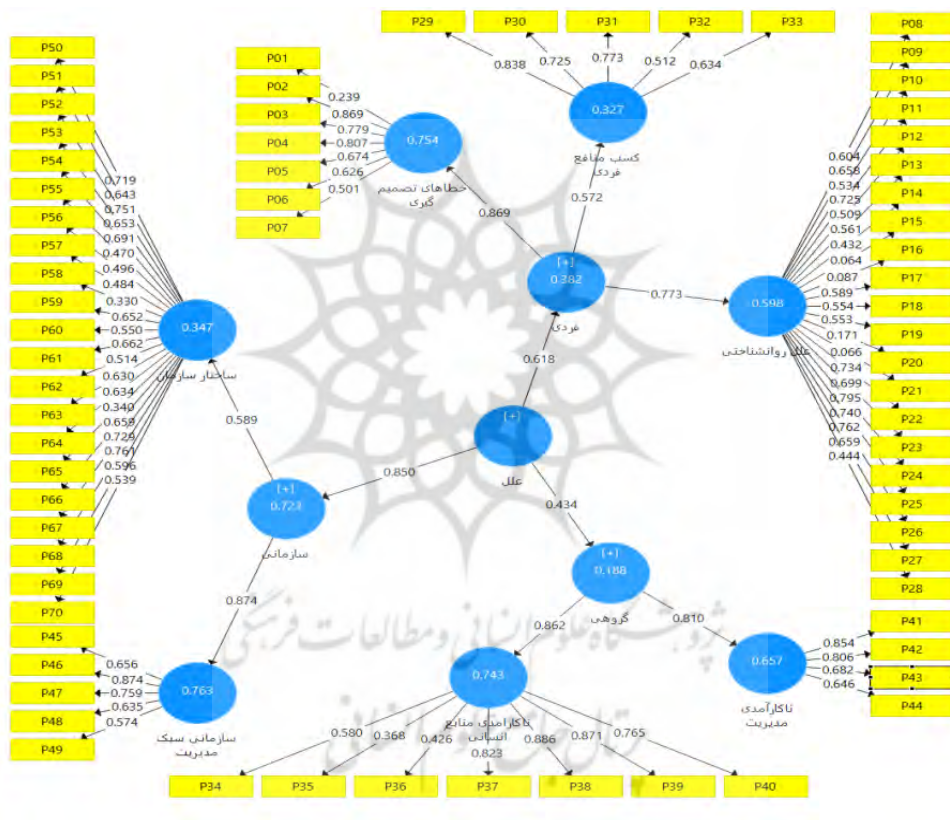 P29
P30
P31
P32
P33
0.838
0.725
0.773
0.512
0.634
0.327
کسب منافع
فردی
P01
P02
P03
P04
P05
P06
P07
0.239
0.869
0.779
0.807
0.674
0.626
0.501
0.754
خطاهای تصمیم
گیری
0.869
0.572
[+]
0.382
فردی
0.773
0.618
P08
P09
P10
P11
P12
P13
P14
P15
P16
P17
P18
P19
P20
P21
P22
P23
P24
P25
P26
P27
P28
0.604
0.658
0.534
0.725
0.509
0.561
0.432
0.064
0.087
0.589
0.554
0.553
0.171
0.066
0.734
0.699
0.795
0.740
0.762
0.659
0.444
0.598
علل روانشناختی
P50
P51
P52
P53
P54
P55
P56
P57
P58
P59
P60
P61
P62
P63
P64
P65
P66
P67
P68
P69
P70
0.719
0.643
0.751
0.653
0.691
0.470
0.496
0.484
0.330
0.652
0.550
0.662
0.514
0.630
0.634
0.340
0.659
0.729
0.761
0.596
0.539
0.347
ساختار سازمان
0.589
[+]
علل
0.850
0.434
[+]
0.723
سازمانی
0.874
[+]
0.188
گروهی
0.862
0.810
P45
P46
P47
P48
P49
0.656
0.874
0.759
0.635
0.574
0.763
سازمانی سبک
مدیریت
0.743
ناکارامدی منابع
انسانی
0.580
0.368
0.426
0.823
0.886
0.871
0.765
P34
P35
P36
P37
P38
P39
P40
0.657
ناکارآمدی
مدیریت
0.854
0.806
0.682
0.646
P41
P42
P43
P44
پژوهشگاه علوم انسانی و مطالعات فرهنگی
پرتال جامع علوم انسانی